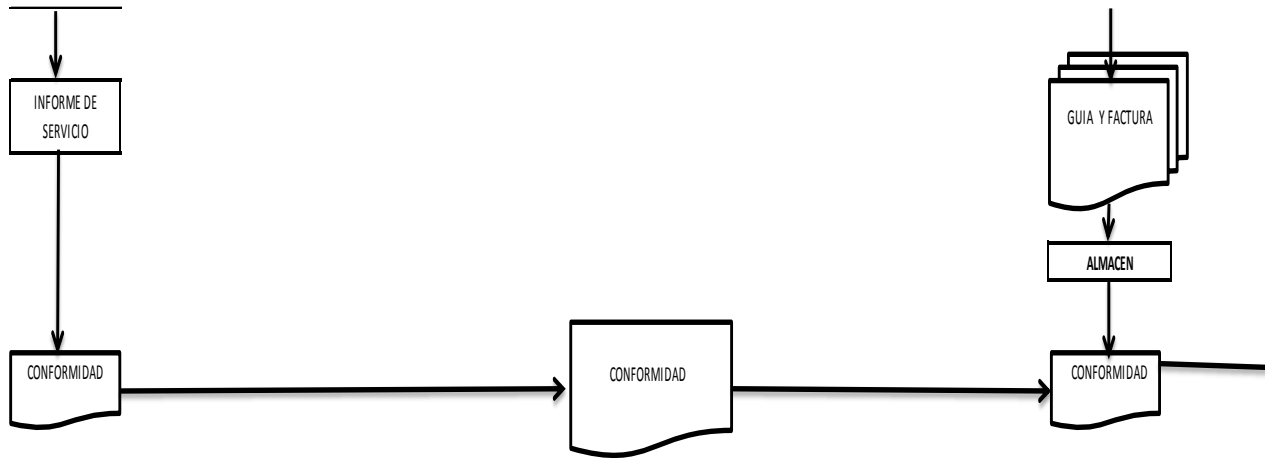 INFORME DE
SERVICIO
GUIA Y FACTURA
ALMACEN
CONFORMIDAD
CONFORMIDAD
CONFORMIDAD